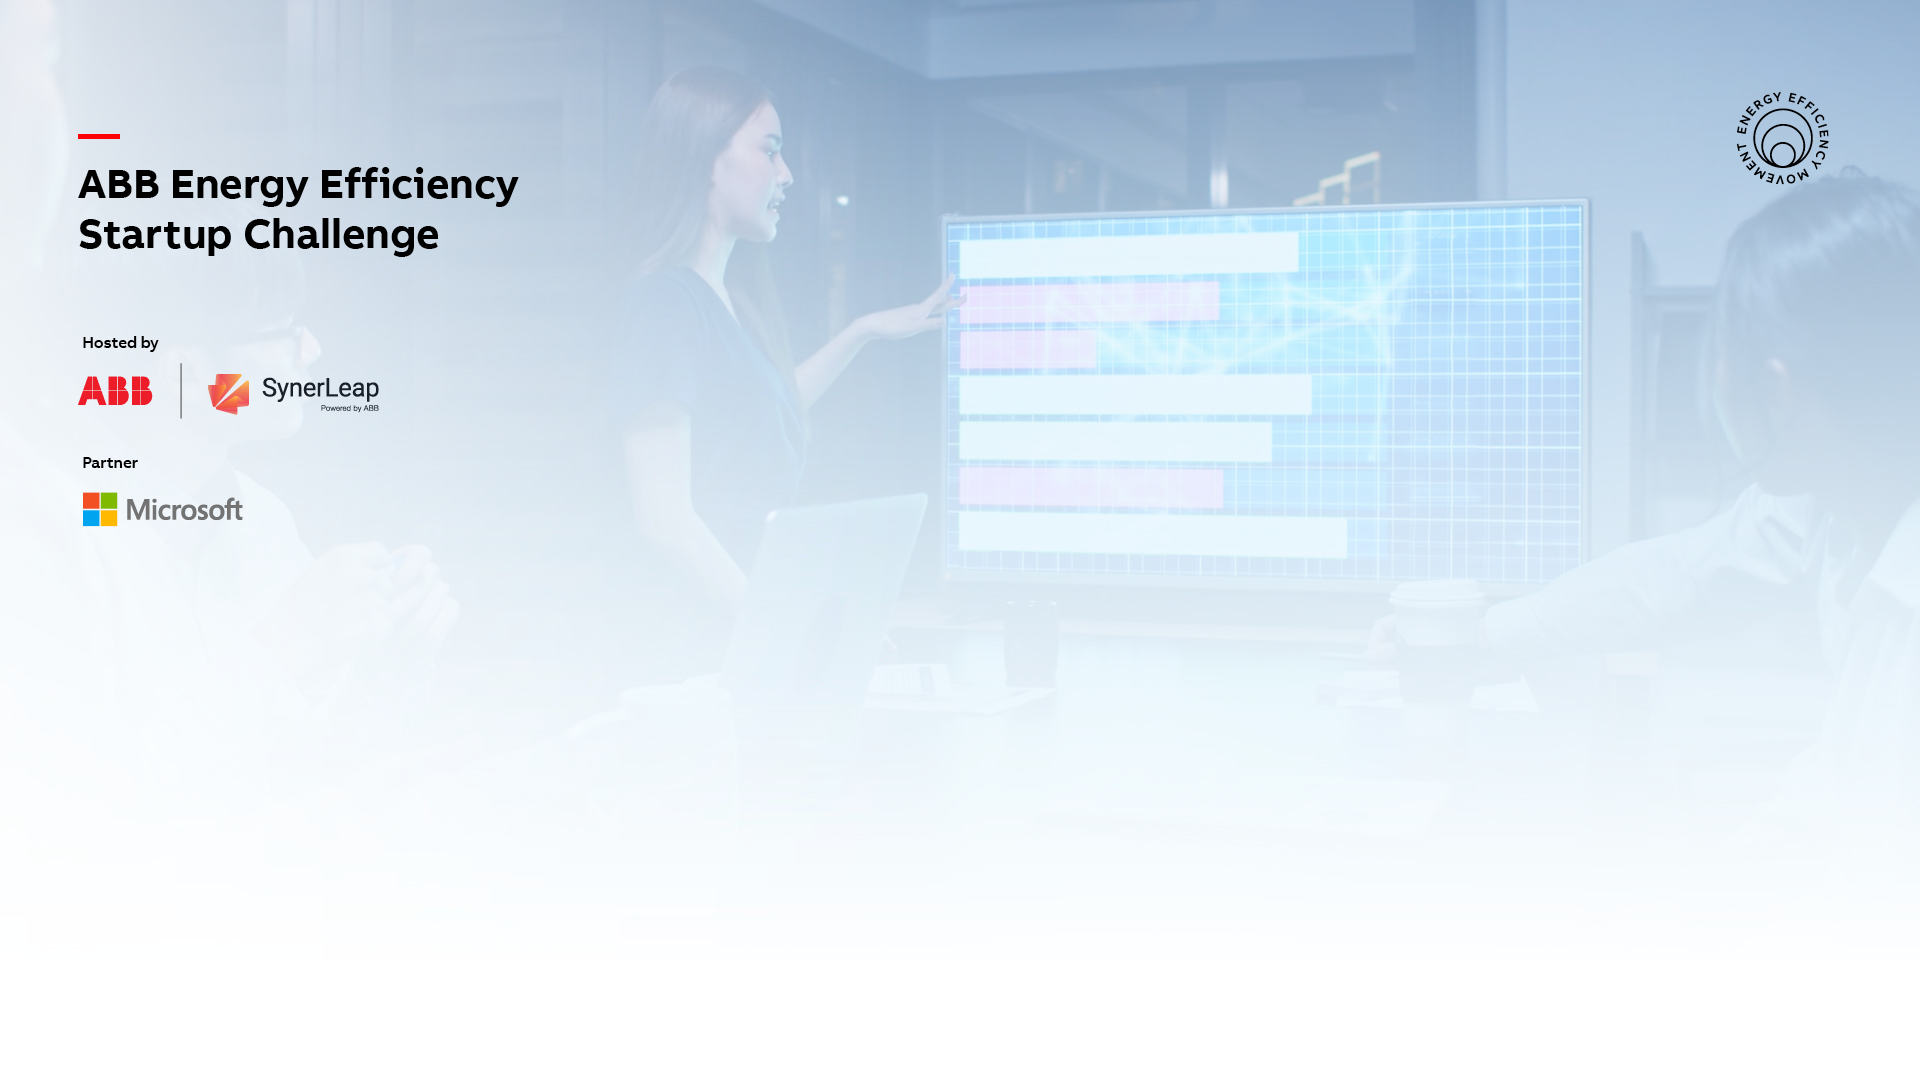 ABB Energy Efficiency
Startup Challenge
ENERGY EFFICIENCY MOVEMENT
Hosted by
ABB
SynerLeap
Powered by ABB
Partner
Microsoft